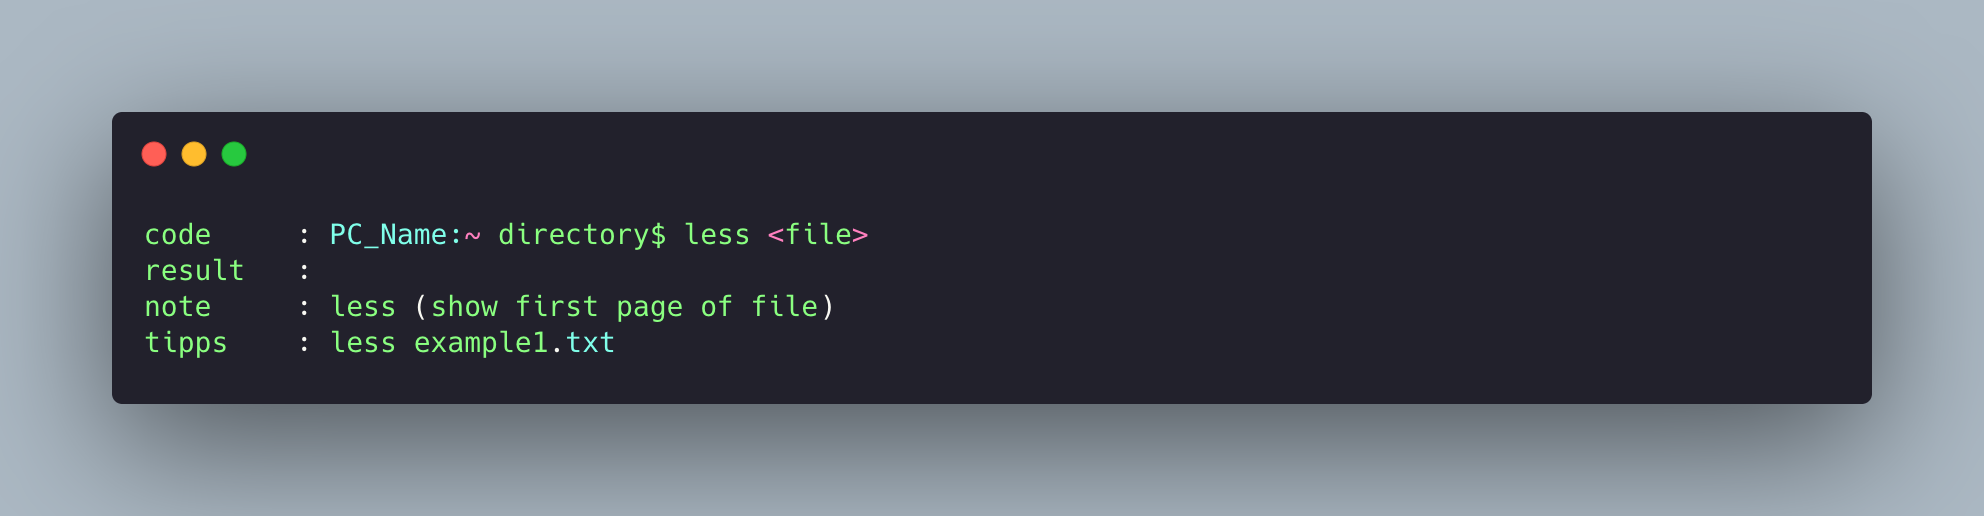 code : PC_Name:~ directory$ less <file>
result :
note : less (show first page of file)
tipps : less example1.txt